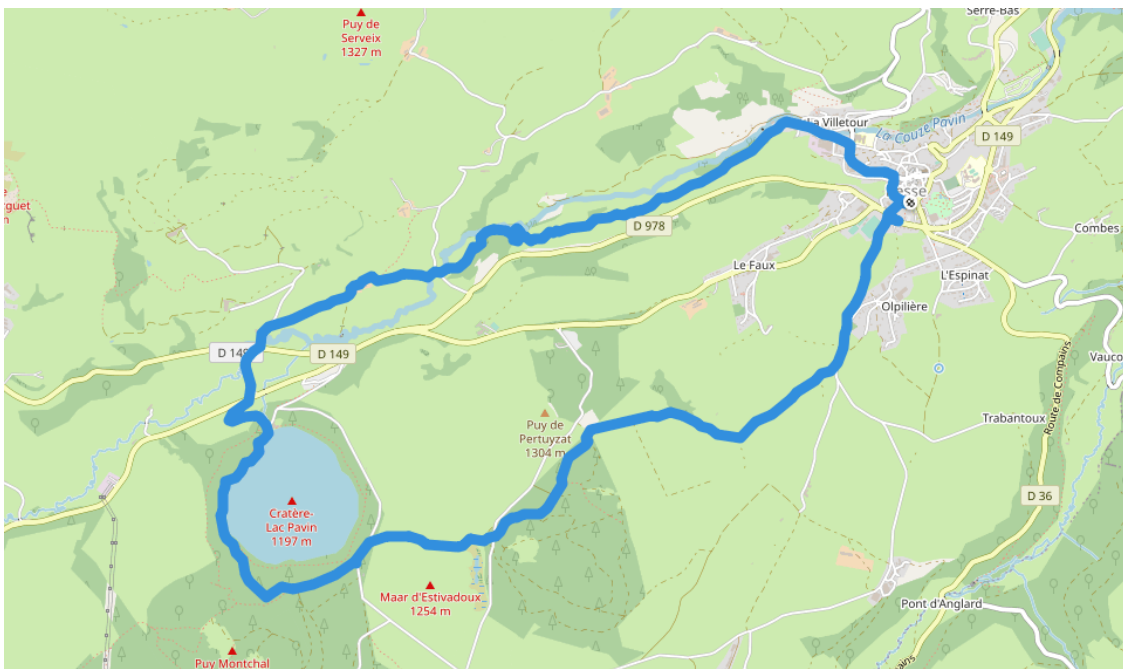 Serre-Bas
Puy de
Serveix
1327 m
La Villetour
La Couze Pavin
D 149
esse
D 978
Combes
Le Faux
L'Espinat
Olpilière
D 149
D 149
Vauco
Route de Compains
Trabantoux
Puy de
Pertuyzat
1304 m
D 36
Cratère-
Lac Pavin
1197 m
Maar d'Estivadoux
1254 m
Pont d'Anglard
Puy Montchal